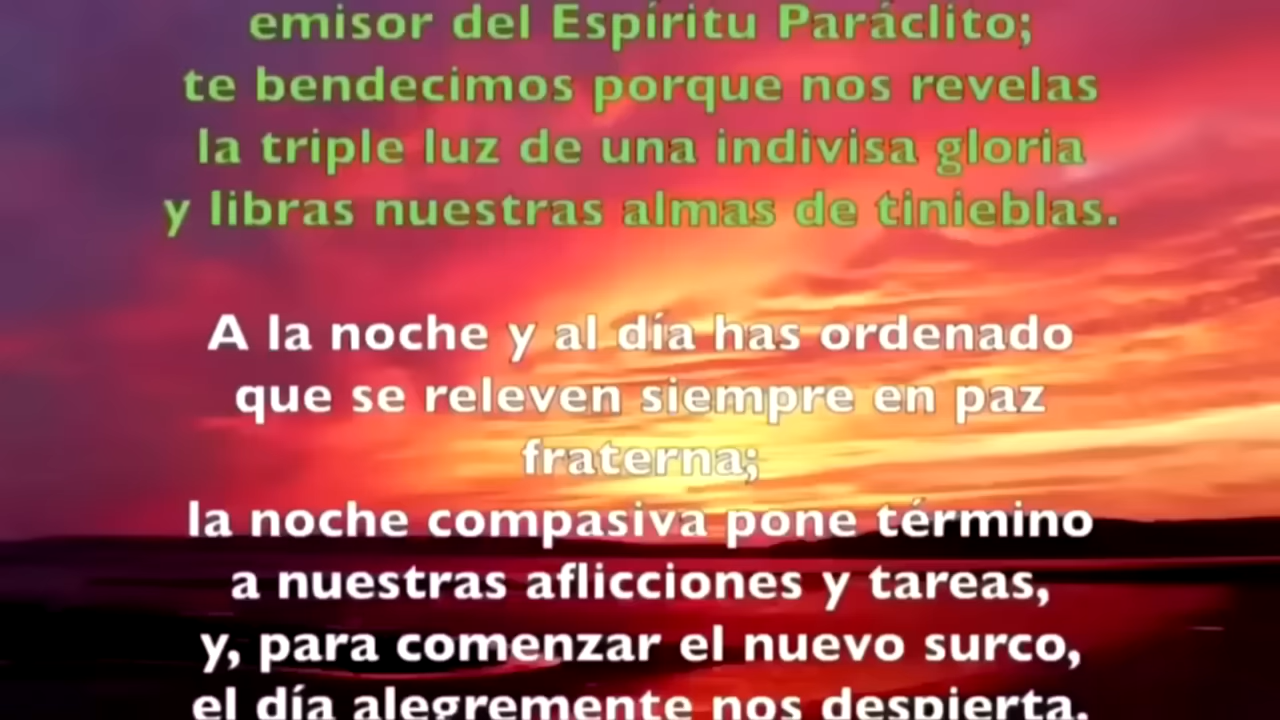 emisor del Espíritu Paráclito;
te bendecimos porque nos revelas
la triple luz de una indivisa gloria
y libras nuestras almas de tinieblas.
A la noche y al día has ordenado
que se releven siempre en paz
fraterna;
la noche compasiva pone término
a nuestras aflicciones y tareas,
y, para comenzar el nuevo surco,
el día alegremente nos despierta.